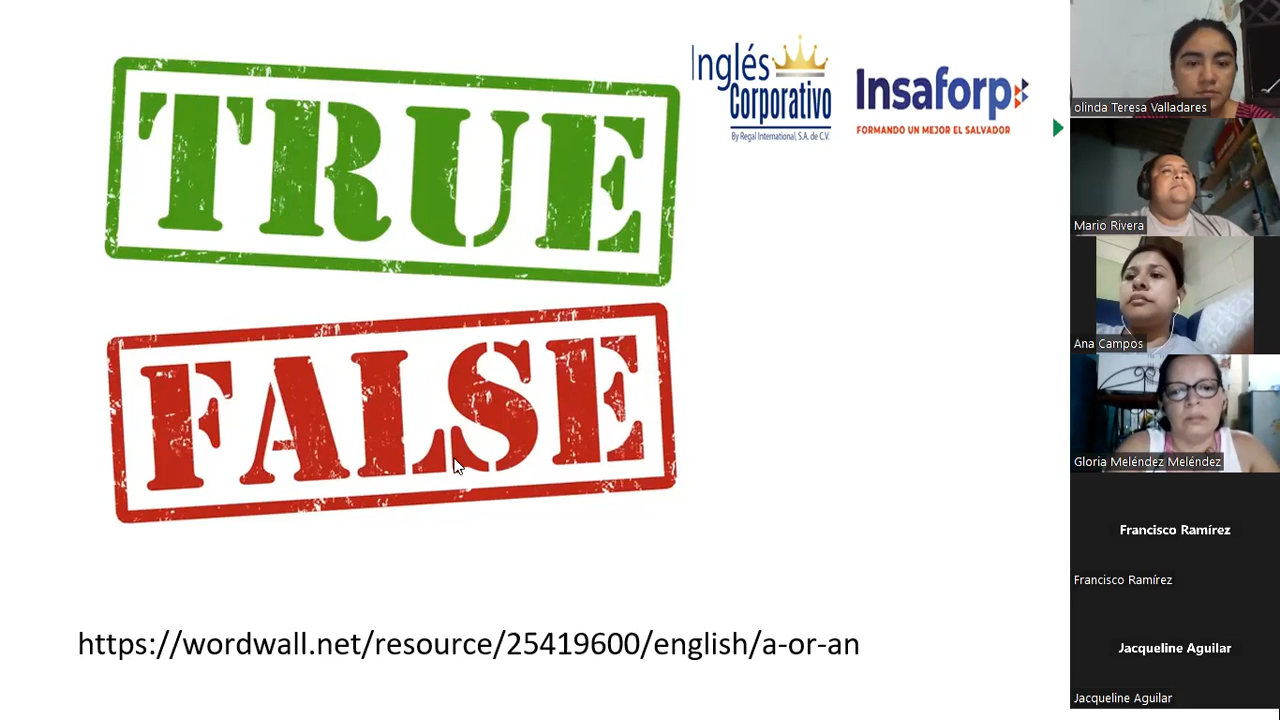 TRUE
FALSE
Inglés
Corporativo
By Regal International, S.A. de C.V.
Insaforp
FORMANDO UN MEJOR EL SALVADOR
https://wordwall.net/resource/25419600/english/a-or-an
olinda Teresa Valladares
Mario Rivera
Ana Campos
Gloria Meléndez Meléndez
Francisco Ramírez
Francisco Ramírez
Jacqueline Aguilar
Jacqueline Aguilar